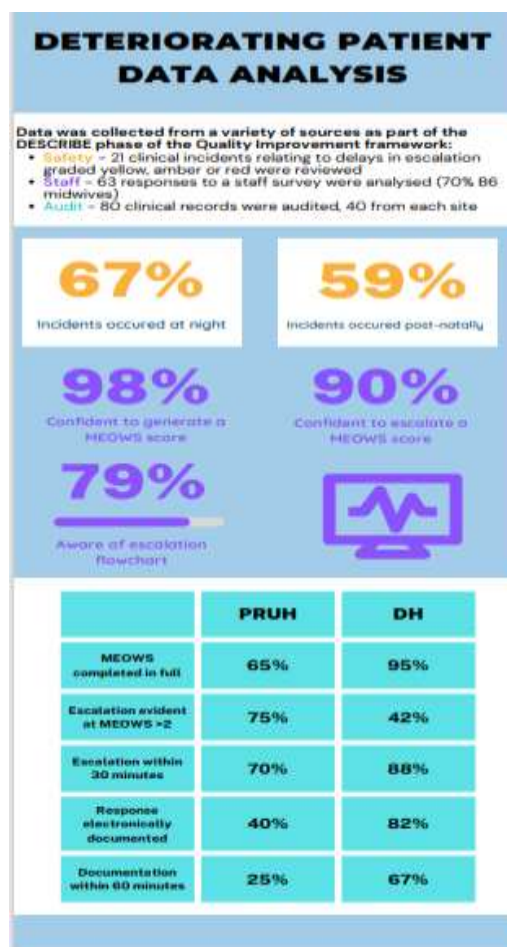 DETERIORATING PATIENT
DATA ANALYSIS
Data was collected from a variety of sources as part of the
DESCRIBE phase of the Quality Improvement framework:
• Safety - 21 clinical incidents relating to delays in escalation
graded yellow, amber or red were reviewed
• Staff - 63 responses to a staff survey were analysed (70% B6
midwives)
• Audit - 80 clinical records were audited, 40 from each site
67%
Incidents occured at night
59%
Incidents occured post-natally
98%
Confident to generate a
MEOWS score
90%
Confident to escalate a
MEOWS score
79%
Aware of escalation
flowchart
PRUH DH
MEOWS
completed in full
65% 95%
Escalation evident
at MEOWS >2
75% 42%
Escalation within
30 minutes
70% 88%
Response
electronically
documented
40% 82%
Documentation
within 60 minutes
25% 67%